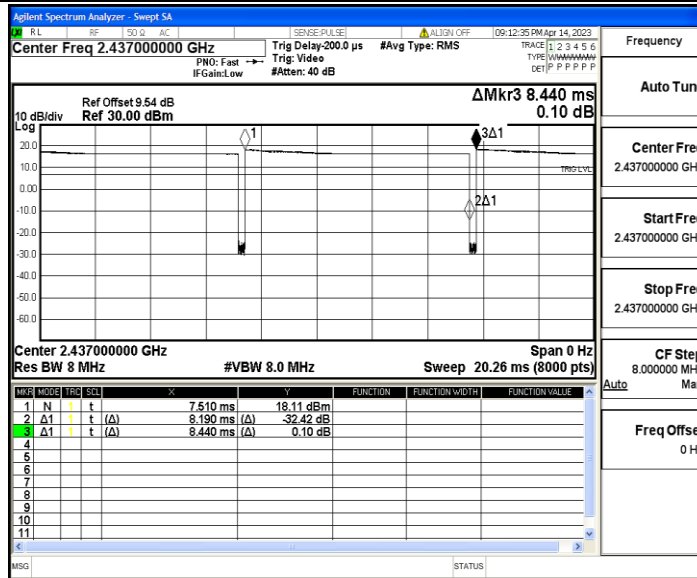 Agilent Spectrum Analyzer - Swept SA
RL RF 50 Ω AC SENSE:PULSE ALIGN OFF 09:12:35 PM Apr 14, 2023
Center Freq 2.437000000 GHz
PNO: Fast
IFGain:Low
Trig Delay-200.0 µs
Trig: Video
#Atten: 40 dB
#Avg Type: RMS
TRACE 1 2 3 4 5 6
TYPE
DET P P P P P P
Frequency
Auto Tun
Center Fre
2.437000000 GH
Start Fre
2.437000000 GH
Stop Fre
2.437000000 GH
CF Step
8.000000 MH
Auto Ma
Freq Offse
0 H
ΔMkr3 8.440 ms
0.10 dB
Ref Offset 9.54 dB
10 dB/div Ref 30.00 dBm
Log
1
3Δ1
20.0
10.0
TRIG LVL
0.00
2Δ1
-10.0
-20.0
-30.0
-40.0
-50.0
-60.0
Center 2.437000000 GHz Span 0 Hz
Res BW 8 MHz #VBW 8.0 MHz Sweep 20.26 ms (8000 pts)
MKR MODE TRC SCL X Y FUNCTION FUNCTION WIDTH FUNCTION VALUE
1 N 1 t 7.510 ms 18.11 dBm
2 Δ1 1 t (Δ) 8.190 ms (Δ) -32.42 dB
3 Δ1 1 t (Δ) 8.440 ms (Δ) 0.10 dB
4
5
6
7
8
9
10
11
MSG STATUS